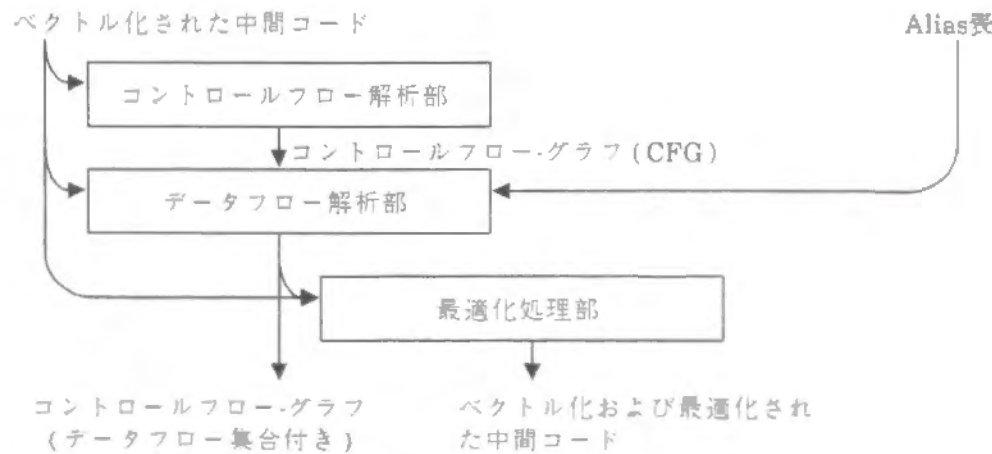 ベクトル化された中間コード
Alias表
コントロールフロー解析部
コントロールフロー・グラフ(CFG)
データフロー解析部
最適化処理部
コントロールフロー・グラフ
(データフロー集合付き)
ベクトル化および最適化され
た中間コード